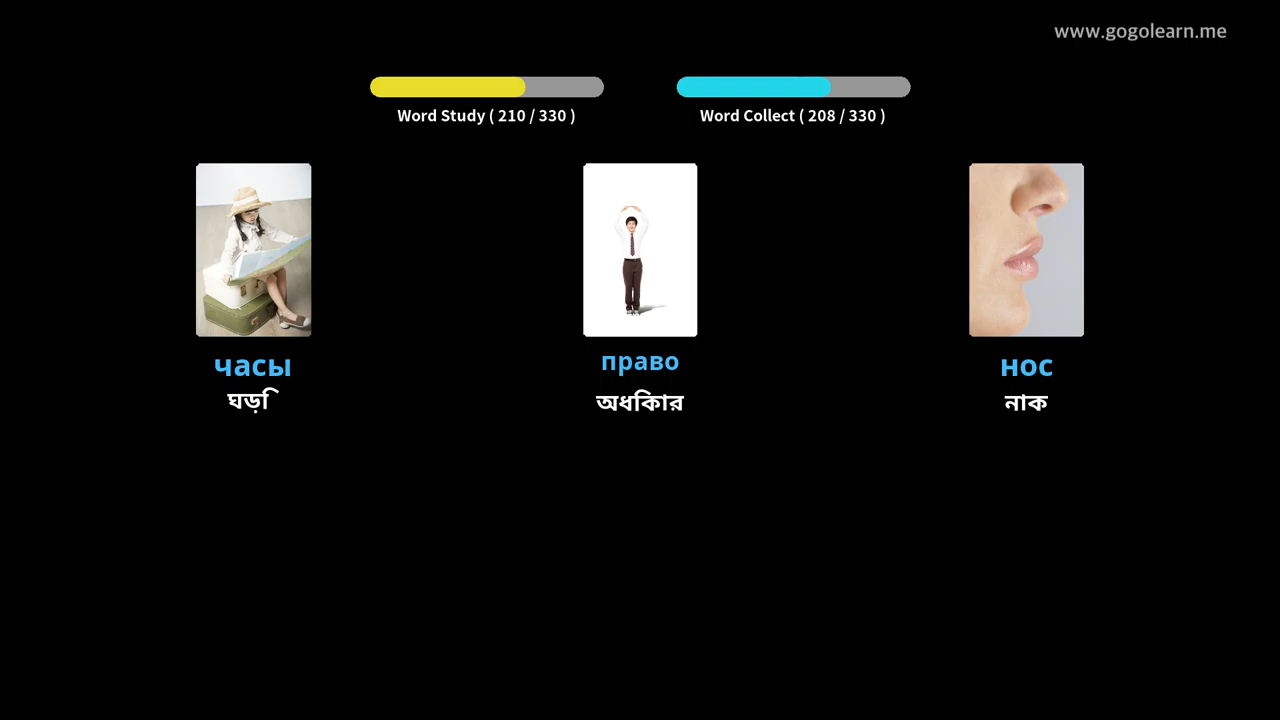 www.gogolearn.me
Word Study ( 210 / 330 )
Word Collect ( 208 / 330 )
часы
право
нос
ঘড়ি
অধিকার
নাক